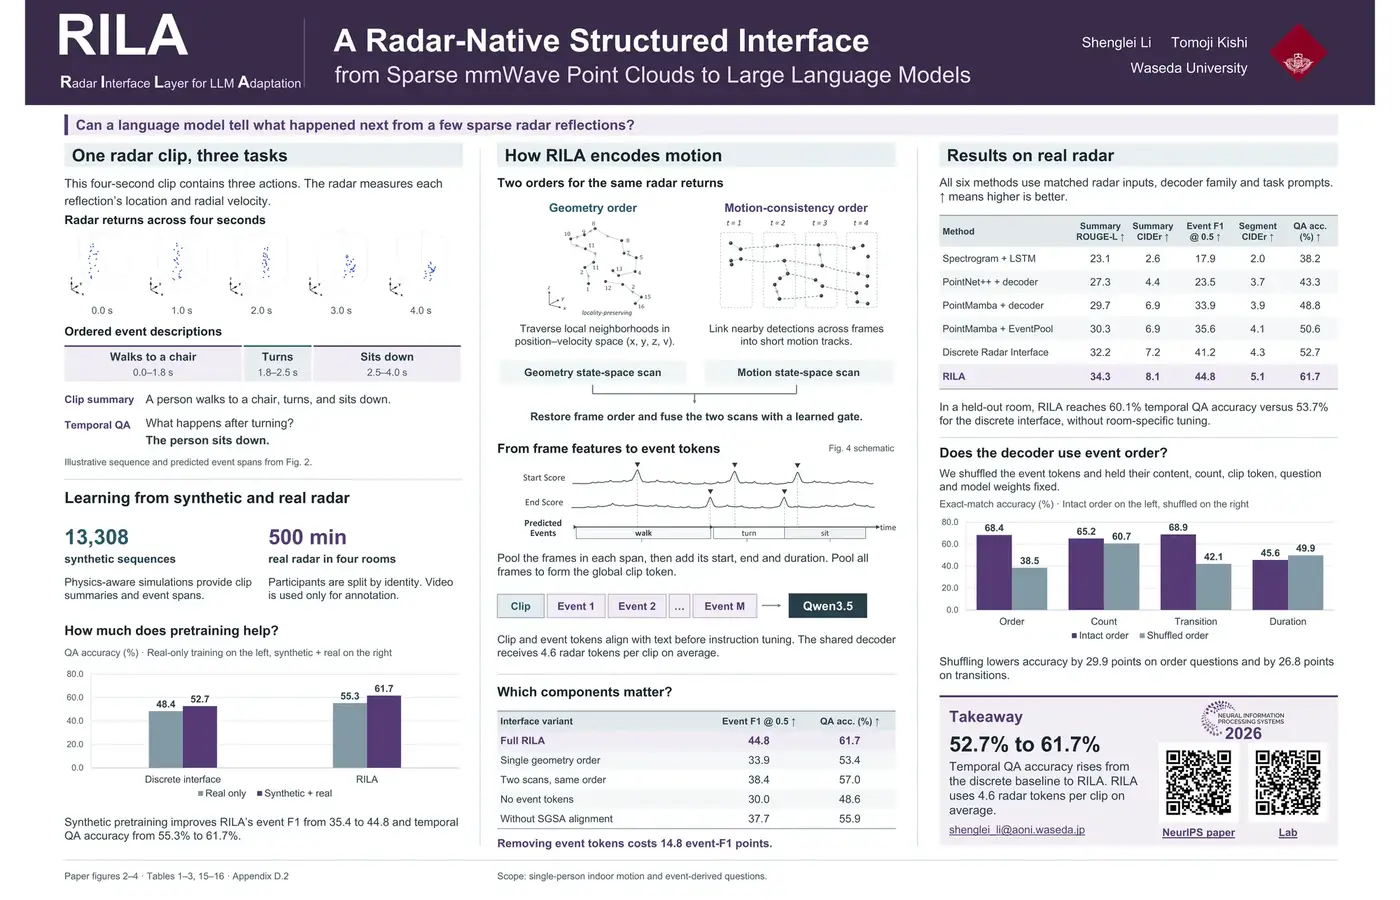 RILA
Radar Interface Layer for LLM Adaptation
A Radar-Native Structured Interface
from Sparse mmWave Point Clouds to Large Language Models
Shenglei Li Tomoji Kishi
Waseda University
Can a language model tell what happened next from a few sparse radar reflections?
One radar clip, three tasks
This four-second clip contains three actions. The radar measures each
reflection's location and radial velocity.
Radar returns across four seconds
0.0 s 1.0 s 2.0 s 3.0 s 4.0 s
Ordered event descriptions
Walks to a chair Turns Sits down
0.0–1.8 s 1.8–2.5 s 2.5–4.0 s
Clip summary A person walks to a chair, turns, and sits down.
Temporal QA What happens after turning?
The person sits down.
Illustrative sequence and predicted event spans from Fig. 2.
Learning from synthetic and real radar
13,308 500 min
synthetic sequences real radar in four rooms
Physics-aware simulations provide clip
summaries and event spans.
Participants are split by identity. Video
is used only for annotation.
How much does pretraining help?
QA accuracy (%) · Real-only training on the left, synthetic + real on the right
80.0
60.0
40.0
20.0
0.0
48.4 52.7 55.3 61.7
Discrete interface RILA
Real only Synthetic + real
Synthetic pretraining improves RILA's event F1 from 35.4 to 44.8 and temporal
QA accuracy from 55.3% to 61.7%.
Paper figures 2–4 · Tables 1–3, 15–16 · Appendix D.2
How RILA encodes motion
Two orders for the same radar returns
Geometry order Motion-consistency order
t = 1 t = 2 t = 3 t = 4
locality-preserving
Traverse local neighborhoods in
position–velocity space (x, y, z, v).
Link nearby detections across frames
into short motion tracks.
Geometry state-space scan Motion state-space scan
Restore frame order and fuse the two scans with a learned gate.
From frame features to event tokens Fig. 4 schematic
Start Score
End Score
Predicted
Events
walk turn sit time
Pool the frames in each span, then add its start, end and duration. Pool all
frames to form the global clip token.
Clip Event 1 Event 2 ... Event M Qwen3.5
Clip and event tokens align with text before instruction tuning. The shared decoder
receives 4.6 radar tokens per clip on average.
Which components matter?
Interface variant Event F1 @ 0.5 ↑ QA acc. (%) ↑
Full RILA 44.8 61.7
Single geometry order 33.9 53.4
Two scans, same order 38.4 57.0
No event tokens 30.0 48.6
Without SGSA alignment 37.7 55.9
Removing event tokens costs 14.8 event-F1 points.
Scope: single-person indoor motion and event-derived questions.
Results on real radar
All six methods use matched radar inputs, decoder family and task prompts.
↑ means higher is better.
Method Summary ROUGE-L ↑ Summary CIDEr ↑ Event F1 @ 0.5 ↑ Segment CIDEr ↑ QA acc. (%) ↑
Spectrogram + LSTM 23.1 2.6 17.9 2.0 38.2
PointNet++ + decoder 27.3 4.4 23.5 3.7 43.3
PointMamba + decoder 29.7 6.9 33.9 3.9 48.8
PointMamba + EventPool 30.3 6.9 35.6 4.1 50.6
Discrete Radar Interface 32.2 7.2 41.2 4.3 52.7
RILA 34.3 8.1 44.8 5.1 61.7
In a held-out room, RILA reaches 60.1% temporal QA accuracy versus 53.7%
for the discrete interface, without room-specific tuning.
Does the decoder use event order?
We shuffled the event tokens and held their content, count, clip token, question
and model weights fixed.
Exact-match accuracy (%) · Intact order on the left, shuffled on the right
80.0
60.0
40.0
20.0
0.0
68.4 38.5 65.2 60.7 68.9 42.1 45.6 49.9
Order Count Transition Duration
Intact order Shuffled order
Shuffling lowers accuracy by 29.9 points on order questions and by 26.8 points
on transitions.
Takeaway
52.7% to 61.7%
Temporal QA accuracy rises from
the discrete baseline to RILA. RILA
uses 4.6 radar tokens per clip on
average.
shenglei_li@aoni.waseda.jp
NEURAL INFORMATION
PROCESSING SYSTEMS
2026
NeurIPS paper Lab